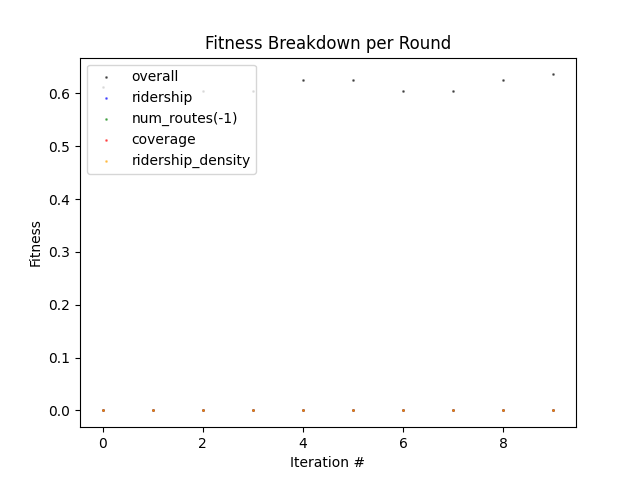 Fitness Breakdown per Round
overall
ridership
num_routes(-1)
coverage
ridership_density
Fitness
0.6
0.5
0.4
0.3
0.2
0.1
0.0
0 2 4 6 8
Iteration #